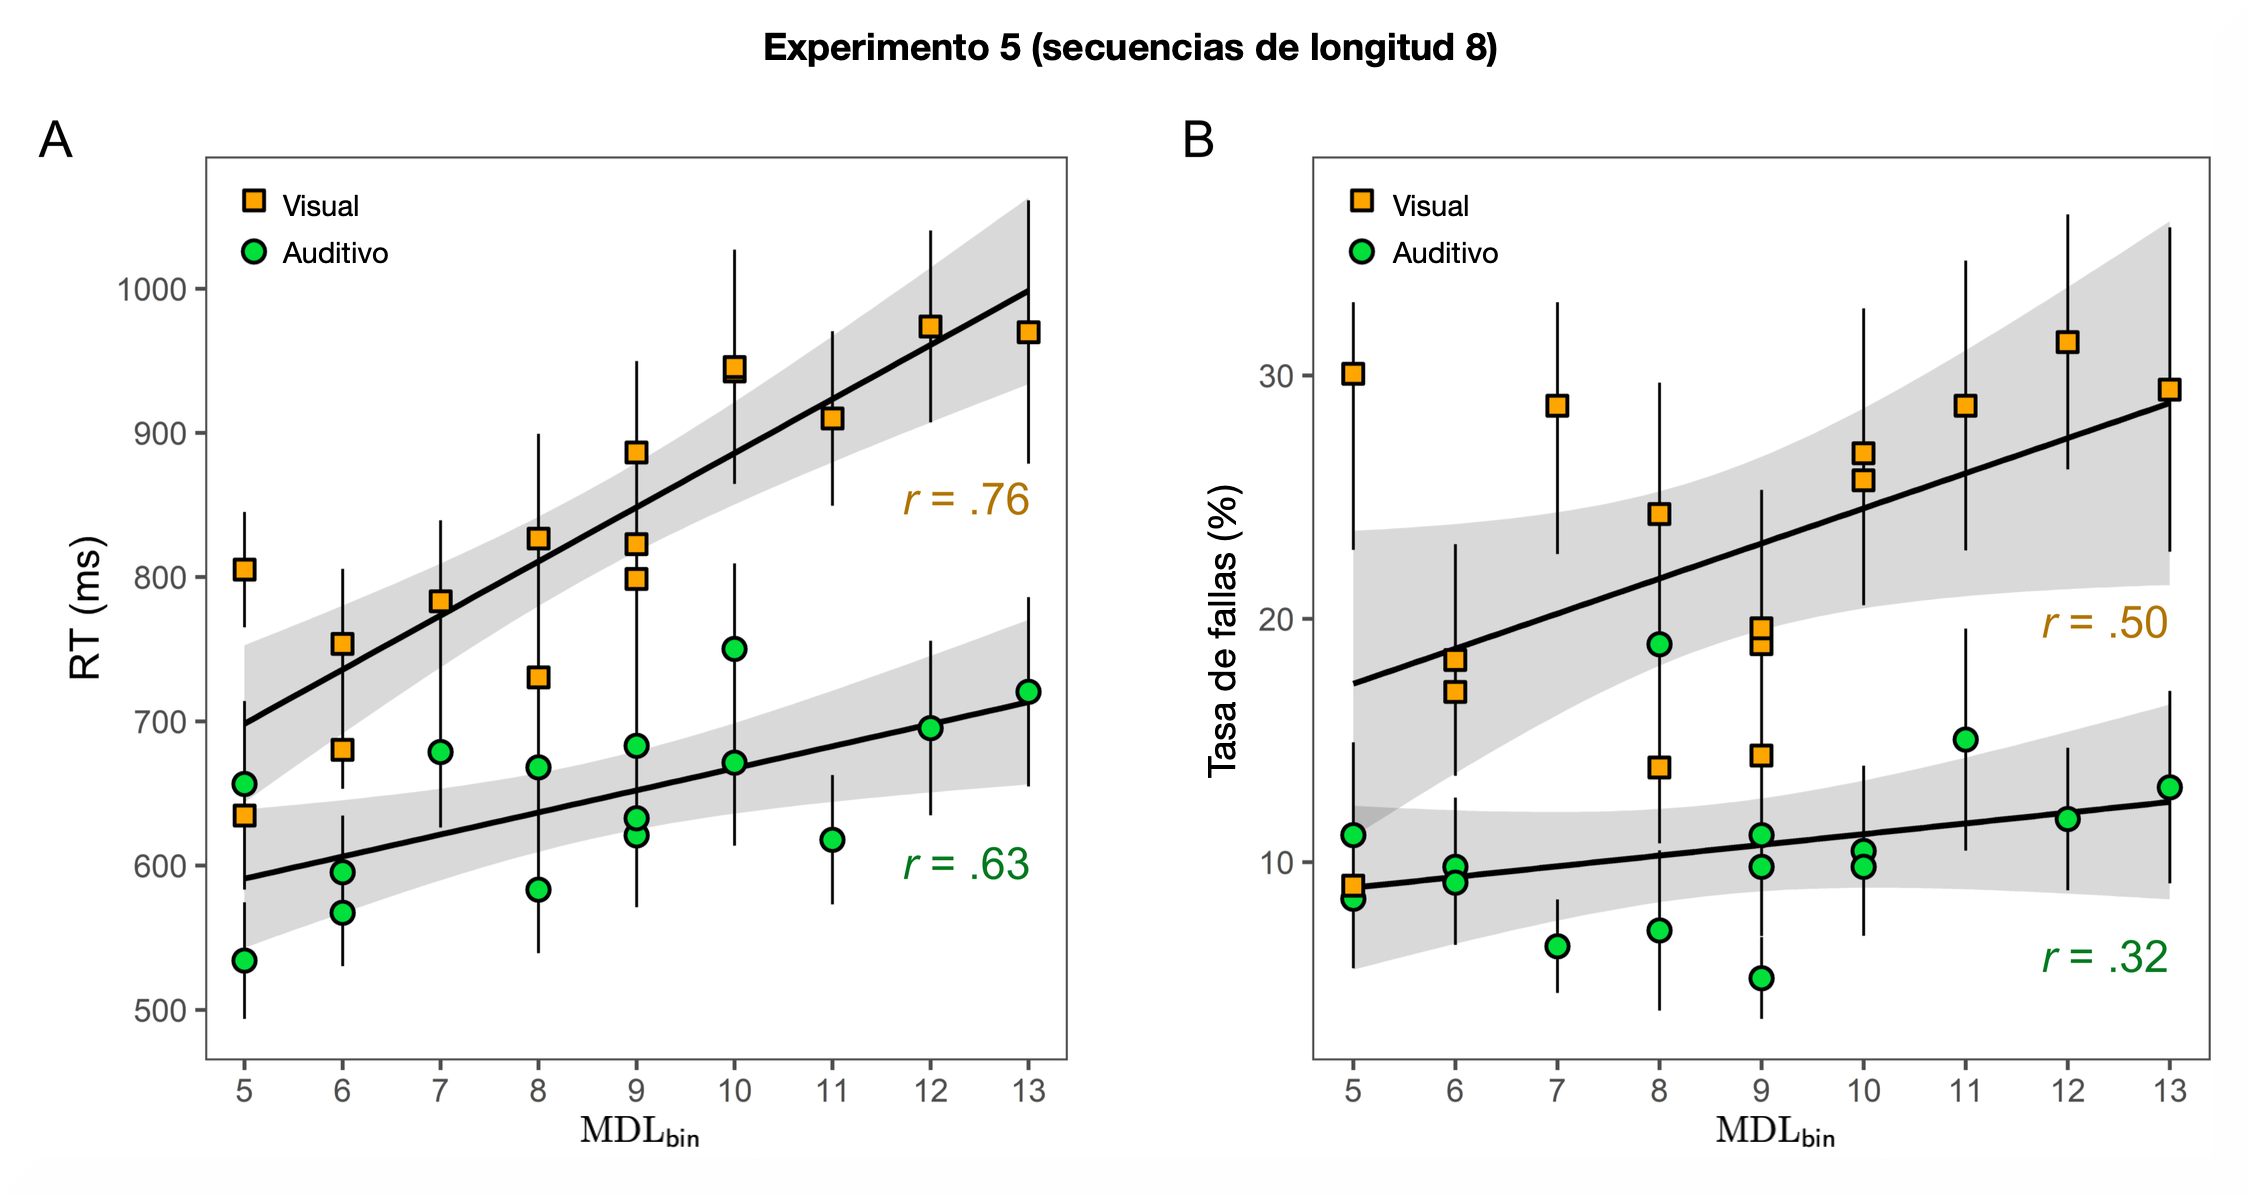 Experimento 5 (secuencias de longitud 8)
A
Visual
Auditivo
1000
900
800
700
600
500
RT (ms)
r = .76
r = .63
5 6 7 8 9 10 11 12 13
MDLbin
B
Visual
Auditivo
30
20
10
Tasa de fallas (%)
r = .50
r = .32
5 6 7 8 9 10 11 12 13
MDLbin